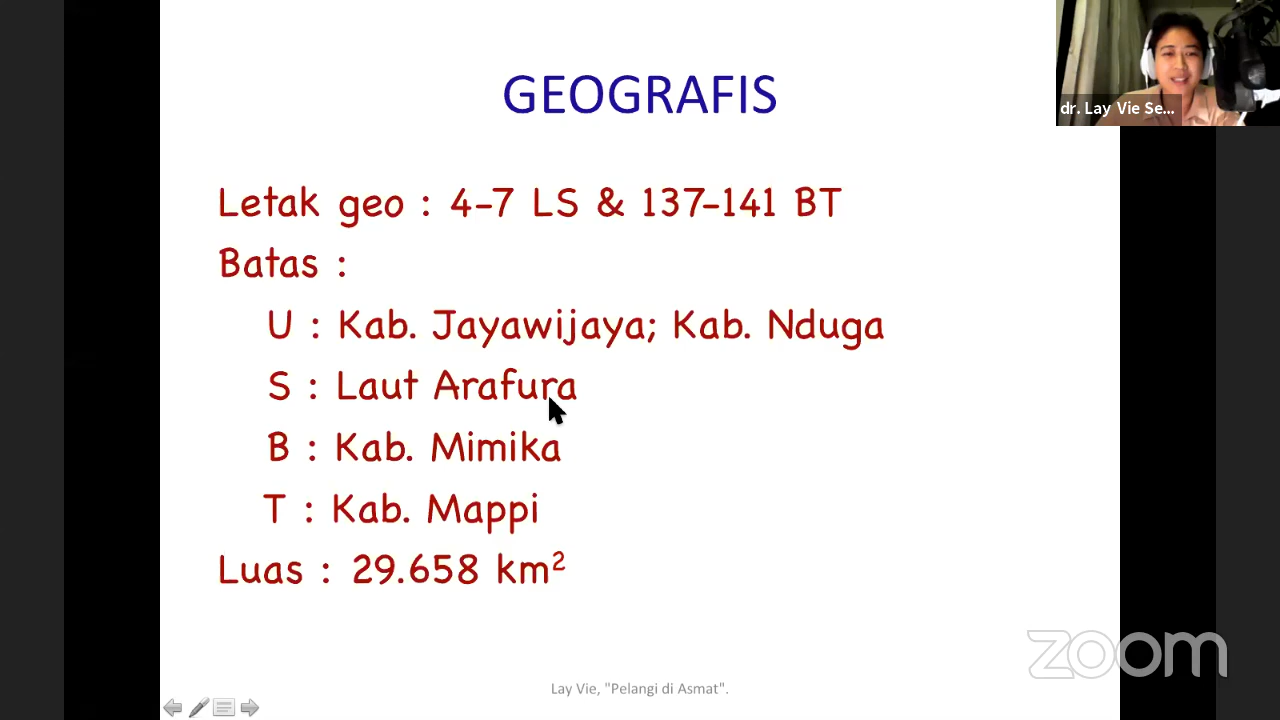 GEOGRAFIS
dr. Lay Vie Se...
Letak geo : 4-7 LS & 137-141 BT
Batas :
U : Kab. Jayawijaya; Kab. Nduga
S : Laut Arafura
B : Kab. Mimika
T : Kab. Mappi
Luas : 29.658 km²
zoom
Lay Vie, "Pelangi di Asmat".